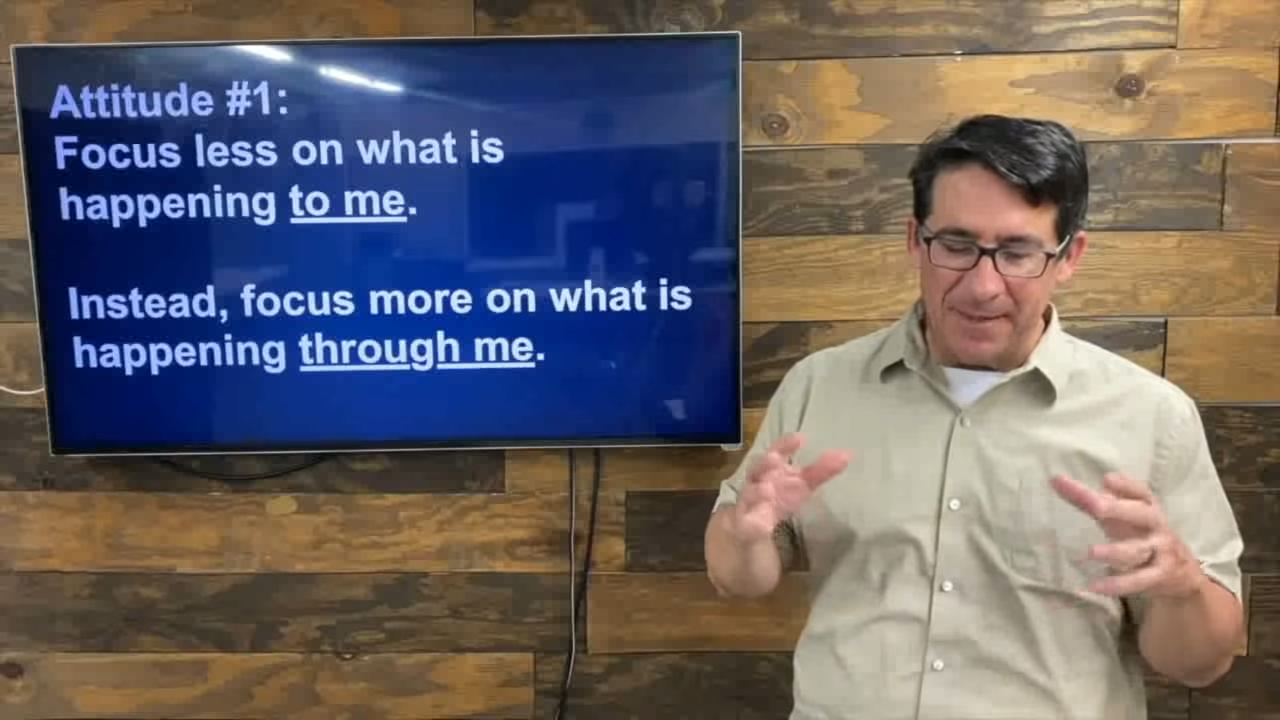 Attitude #1:
Focus less on what is
happening to me.
Instead, focus more on what is
happening through me.